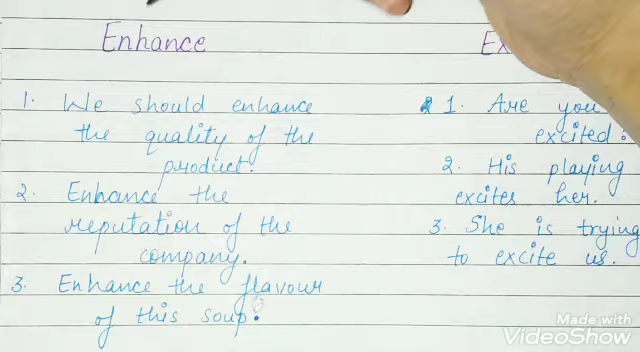 Enhance
1. We should enhance
the quality of the
product.
2. Enhance the
reputation of the
company.
3. Enhance the flavour
of this soup.
Ex
1. Are you
excited.
2. His playing
excites her.
3. She is trying
to excite us.
Made with
VideoShow